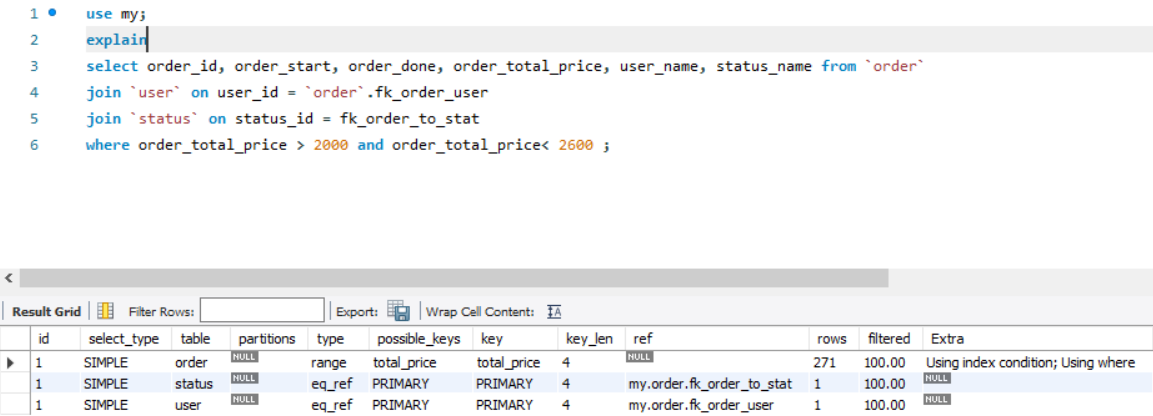 1 use my;
2 explain
3 select order_id, order_start, order_done, order_total_price, user_name, status_name from `order`
4 join `user` on user_id = `order`.fk_order_user
5 join `status` on status_id = fk_order_to_stat
6 where order_total_price > 2000 and order_total_price< 2600 ;
Result Grid Filter Rows: Export: Wrap Cell Content: IA
id select_type table partitions type possible_keys key key_len ref rows filtered Extra
1 SIMPLE order NULL range total_price total_price 4 NULL 271 100.00 Using index condition; Using where
1 SIMPLE status NULL eq_ref PRIMARY PRIMARY 4 my.order.fk_order_to_stat 1 100.00 NULL
1 SIMPLE user NULL eq_ref PRIMARY PRIMARY 4 my.order.fk_order_user 1 100.00 NULL